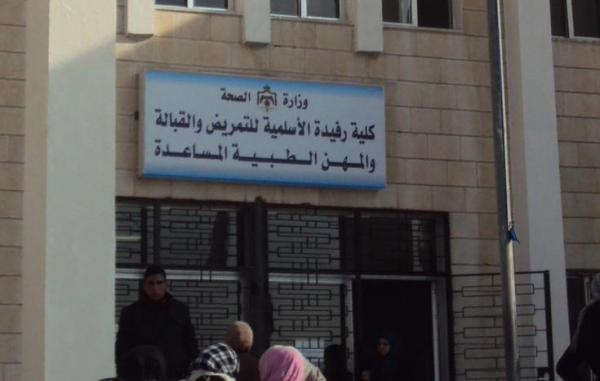 وزارة الصحة
كلية رفيدة الأسلمية للتمريض والقبالة
والمهن الطبية المساعدة